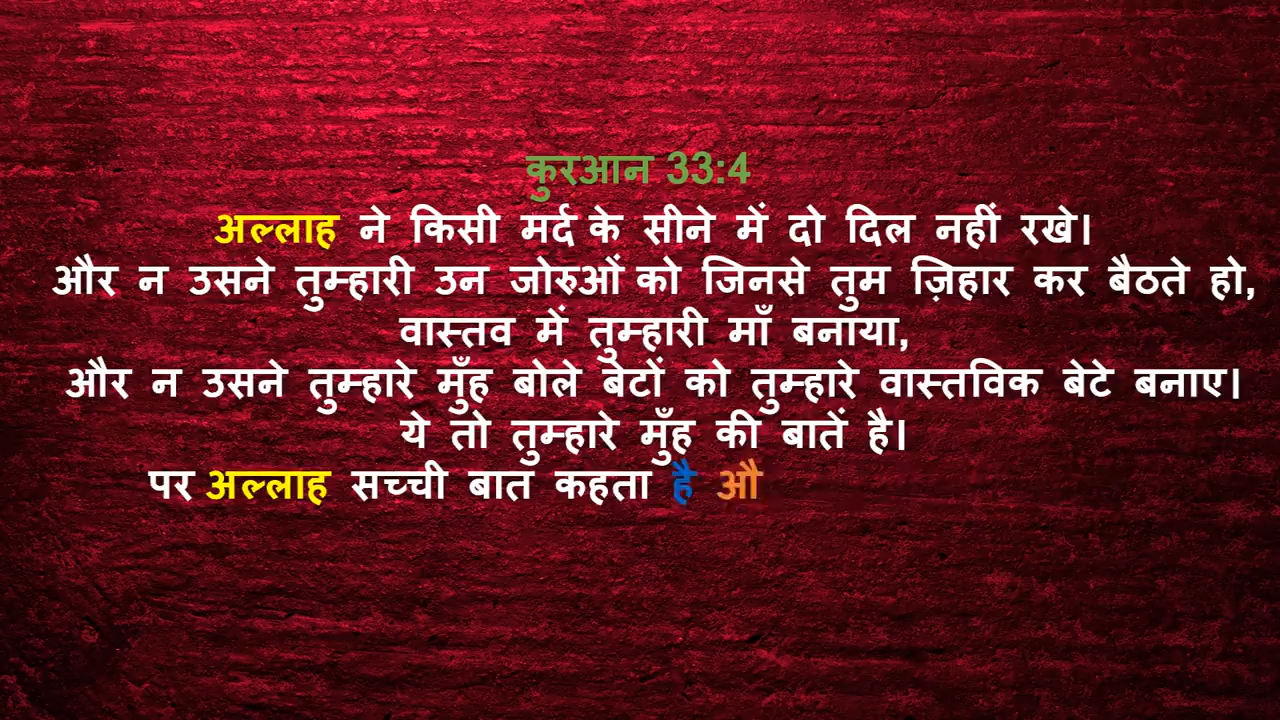 कुरआन 33:4
अल्लाह ने किसी मर्द के सीने में दो दिल नहीं रखे।
और न उसने तुम्हारी उन जोरुओं को जिनसे तुम ज़िहार कर बैठते हो,
वास्तव में तुम्हारी माँ बनाया,
और न उसने तुम्हारे मुँह बोले बेटों को तुम्हारे वास्तविक बेटे बनाए।
ये तो तुम्हारे मुँह की बातें है।
पर अल्लाह सच्ची बात कहता है औ